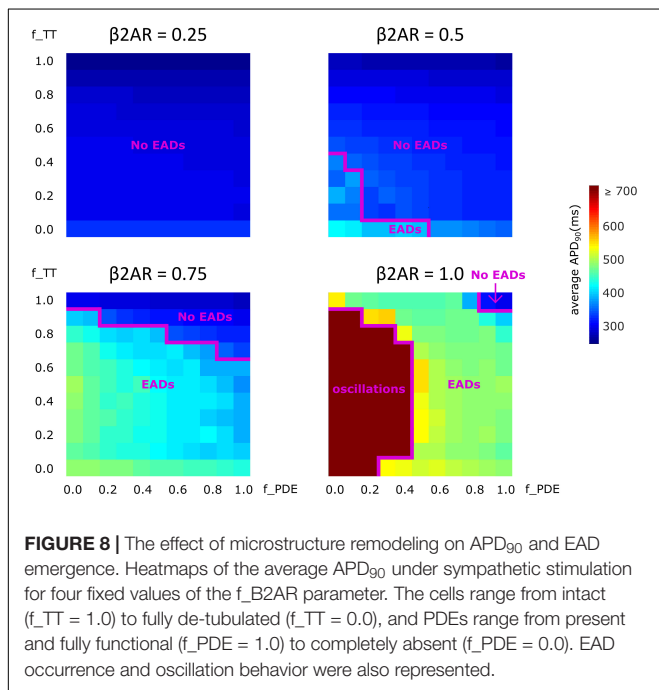 f_TT
β2AR = 0.25
β2AR = 0.5
1.0
0.8
0.6
0.4
0.2
0.0
No EADs
No EADs
EADs
≥ 700
600
500
400
300
average APD90(ms)
f_TT
β2AR = 0.75
β2AR = 1.0
No EADs
1.0
0.8
0.6
0.4
0.2
0.0
No EADs
EADs
oscillations
EADs
0.0 0.2 0.4 0.6 0.8 1.0 f_PDE
0.0 0.2 0.4 0.6 0.8 1.0 f_PDE
FIGURE 8 | The effect of microstructure remodeling on APD90 and EAD
emergence. Heatmaps of the average APD90 under sympathetic stimulation
for four fixed values of the f_B2AR parameter. The cells range from intact
(f_TT = 1.0) to fully de-tubulated (f_TT = 0.0), and PDEs range from present
and fully functional (f_PDE = 1.0) to completely absent (f_PDE = 0.0). EAD
occurrence and oscillation behavior were also represented.